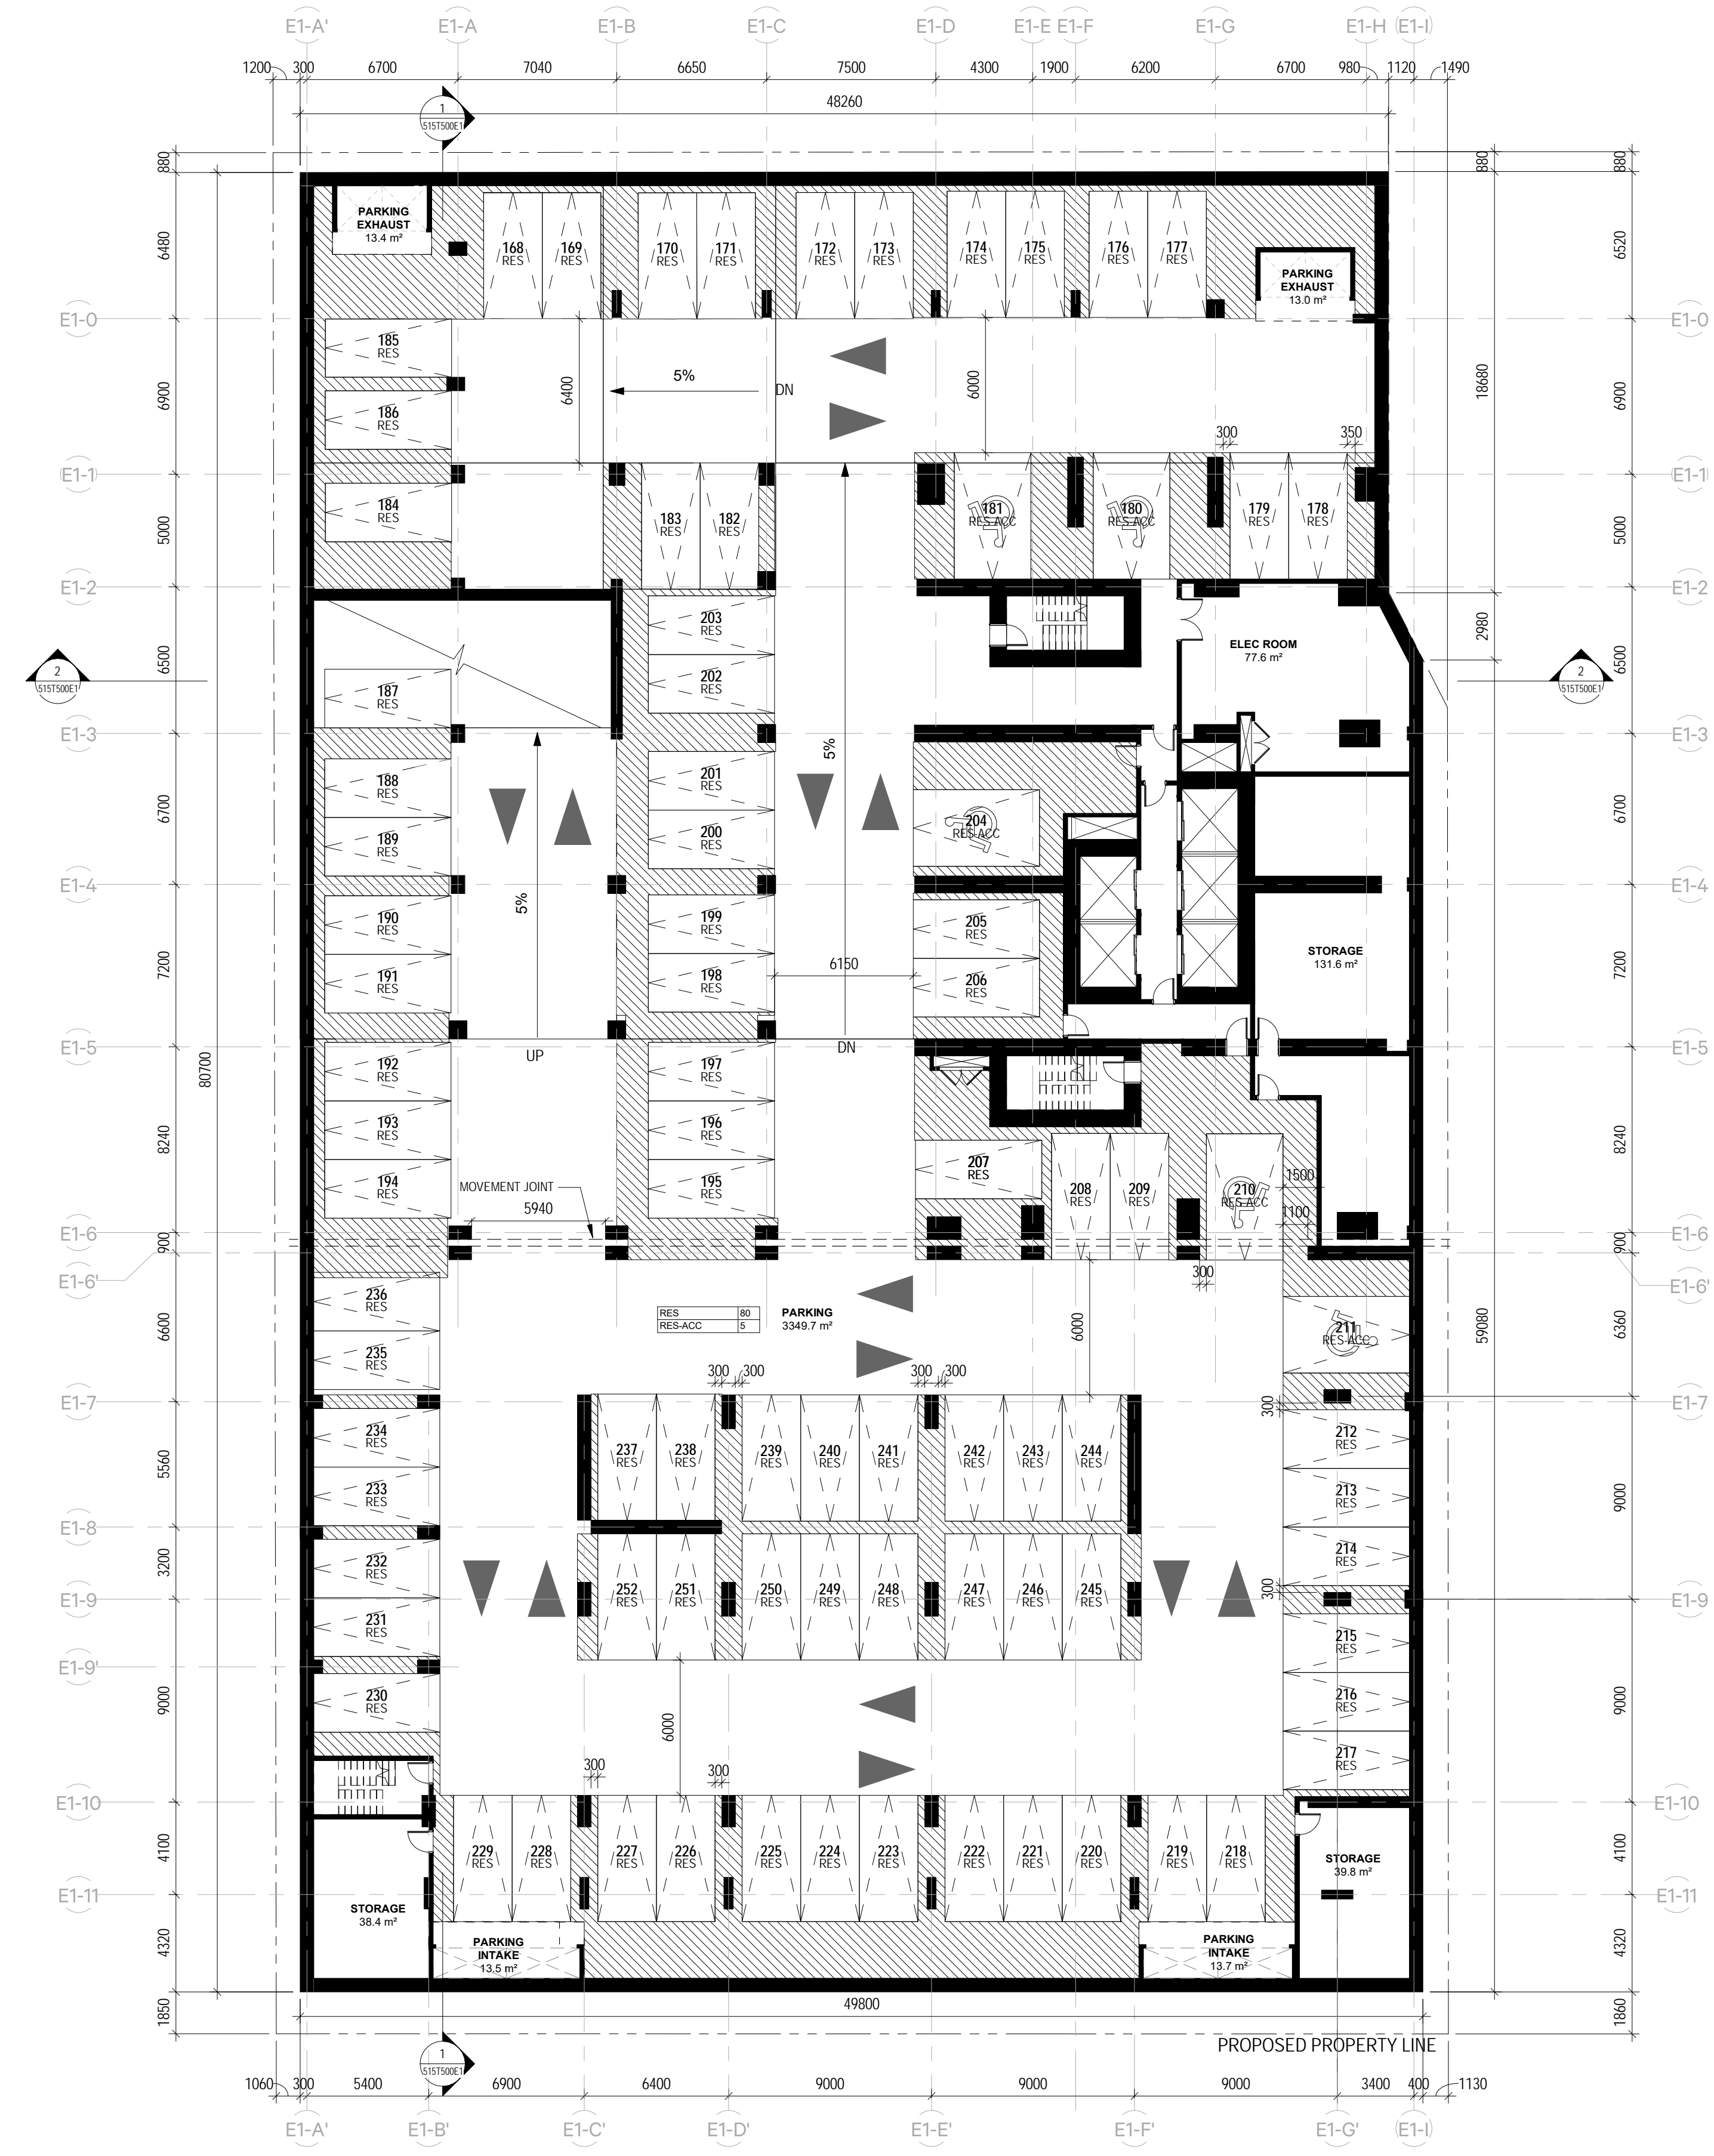 E1-A' E1-A E1-B E1-C E1-D E1-E E1-F E1-G E1-H (E1-I)
1200 300 6700 7040 6650 7500 4300 1900 6200 6700 980 1120 1490
48260
1
515T500E1
880 880 880
PARKING
EXHAUST
13.4 m²
168 RES
169 RES
170 RES
171 RES
172 RES
173 RES
174 RES
175 RES
176 RES
177 RES
PARKING
EXHAUST
13.0 m²
6480 6520
E1-0 E1-0
185 RES
186 RES
6400
5%
DN
6000
6900 18680 6900
300 350
(E1-1) (E1-1)
184 RES
183 RES
182 RES
181 RES-ACC
180 RES-ACC
179 RES
178 RES
5000 5000
E1-2 E1-2
203 RES
202 RES
ELEC ROOM
77.6 m²
2980
6500 6500
2
515T500E1
2
515T500E1
187 RES
E1-3 E1-3
5%
188 RES
189 RES
201 RES
200 RES
204 RES-ACC
6700 6700
E1-4 E1-4
5%
190 RES
191 RES
199 RES
198 RES
6150
205 RES
206 RES
STORAGE
131.6 m²
7200 7200
E1-5 E1-5
UP
DN
80700
192 RES
193 RES
194 RES
197 RES
196 RES
195 RES
207 RES
208 RES
209 RES
210 RES-ACC
1500
1100
8240 8240
MOVEMENT JOINT
5940
E1-6 E1-6
900 900
E1-6' E1-6'
300
236 RES
235 RES
RES 80
RES-ACC 5
PARKING
3349.7 m²
6000
211 RES-ACC
6600 59080 6360
300 300 300 300
E1-7 E1-7
300
234 RES
233 RES
237 RES
238 RES
239 RES
240 RES
241 RES
242 RES
243 RES
244 RES
212 RES
213 RES
5560 9000
E1-8
232 RES
231 RES
252 RES
251 RES
250 RES
249 RES
248 RES
247 RES
246 RES
245 RES
214 RES
300
3200
E1-9 E1-9
215 RES
216 RES
217 RES
E1-9'
230 RES
6000
9000 9000
300 300
E1-10 E1-10
229 RES
228 RES
227 RES
226 RES
225 RES
224 RES
223 RES
222 RES
221 RES
220 RES
219 RES
218 RES
4100 4100
STORAGE
39.8 m²
E1-11 E1-11
STORAGE
38.4 m²
PARKING
INTAKE
13.5 m²
PARKING
INTAKE
13.7 m²
4320 4320
49800
1850 1860
PROPOSED PROPERTY LINE
1
515T500E1
1060 300 5400 6900 6400 9000 9000 9000 3400 400 1130
E1-A' E1-B' E1-C' E1-D' E1-E' E1-F' E1-G' (E1-I)